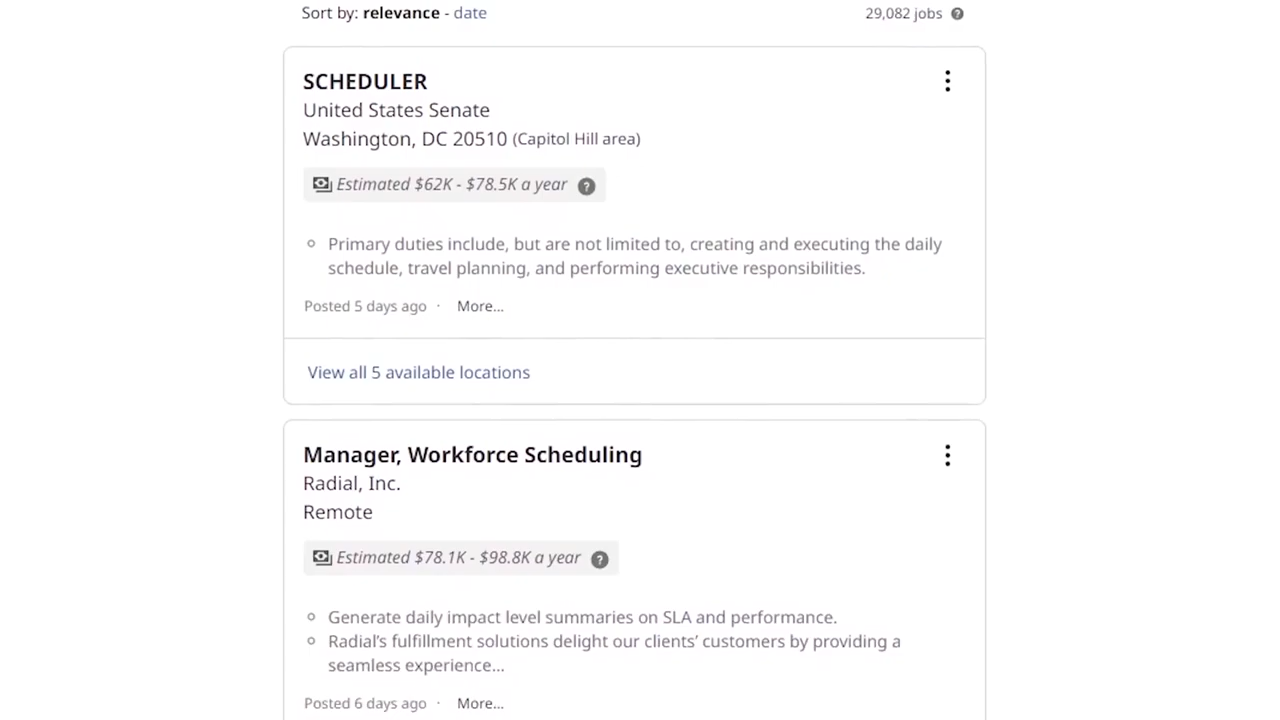 Sort by: relevance - date
29,082 jobs ?
SCHEDULER
United States Senate
Washington, DC 20510 (Capitol Hill area)
Estimated $62K - $78.5K a year ?
Primary duties include, but are not limited to, creating and executing the daily
schedule, travel planning, and performing executive responsibilities.
Posted 5 days ago · More...
View all 5 available locations
Manager, Workforce Scheduling
Radial, Inc.
Remote
Estimated $78.1K - $98.8K a year ?
Generate daily impact level summaries on SLA and performance.
Radial’s fulfillment solutions delight our clients’ customers by providing a
seamless experience...
Posted 6 days ago · More...